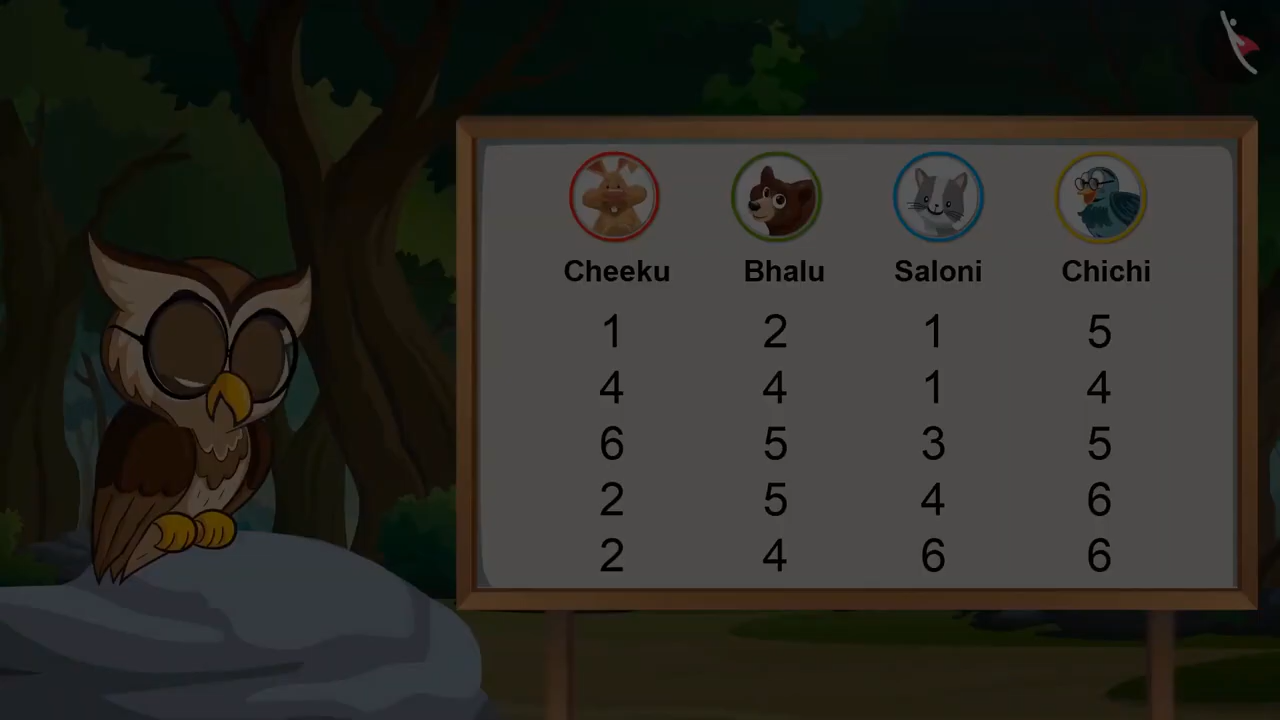 Cheeku Bhalu Saloni Chichi
1 2 1 5
4 4 1 4
6 5 3 5
2 5 4 6
2 4 6 6